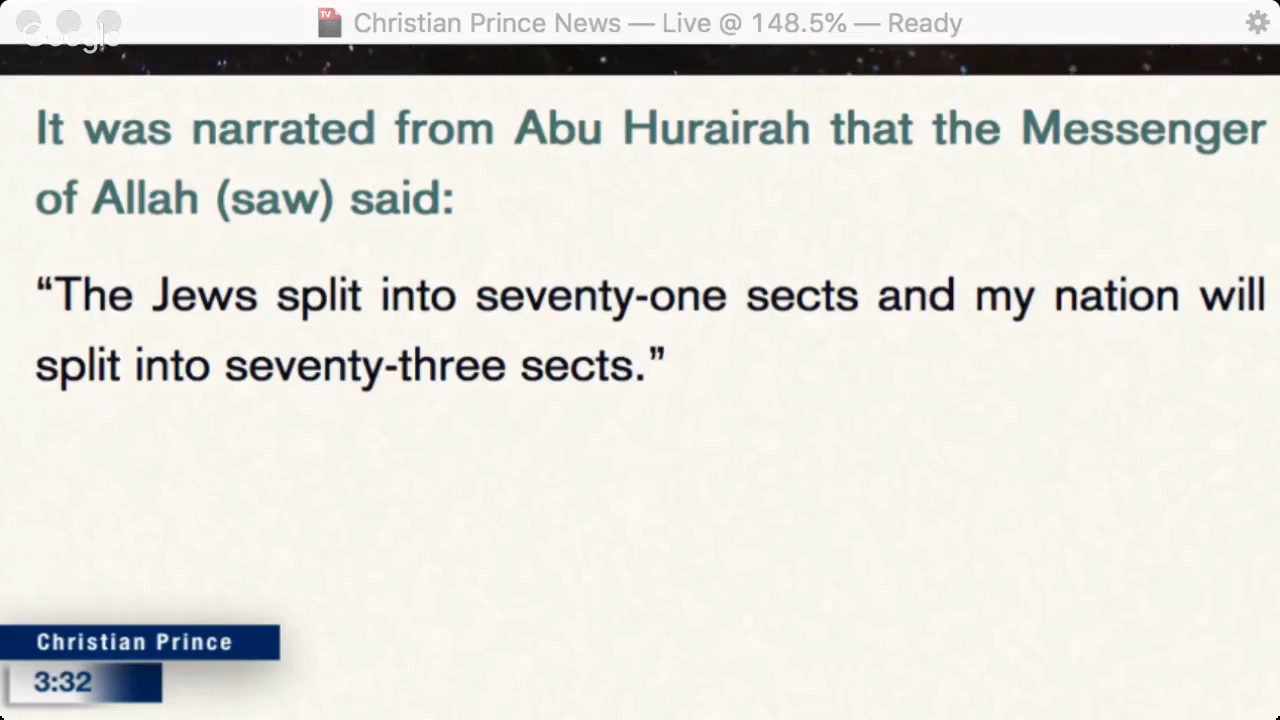 Christian Prince News — Live @ 148.5% — Ready
Google
It was narrated from Abu Hurairah that the Messenger
of Allah (saw) said:
“The Jews split into seventy-one sects and my nation will
split into seventy-three sects.”
Christian Prince
3:32